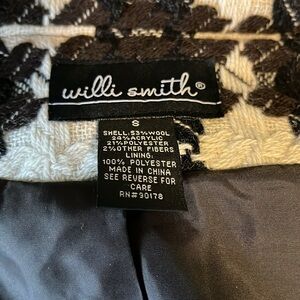 willi smith®
S
SHELL:53%WOOL
24%ACRYLIC
21%POLYESTER
2%OTHER FIBERS
LINING:
100% POLYESTER
MADE IN CHINA
SEE REVERSE FOR
CARE
RN#90178